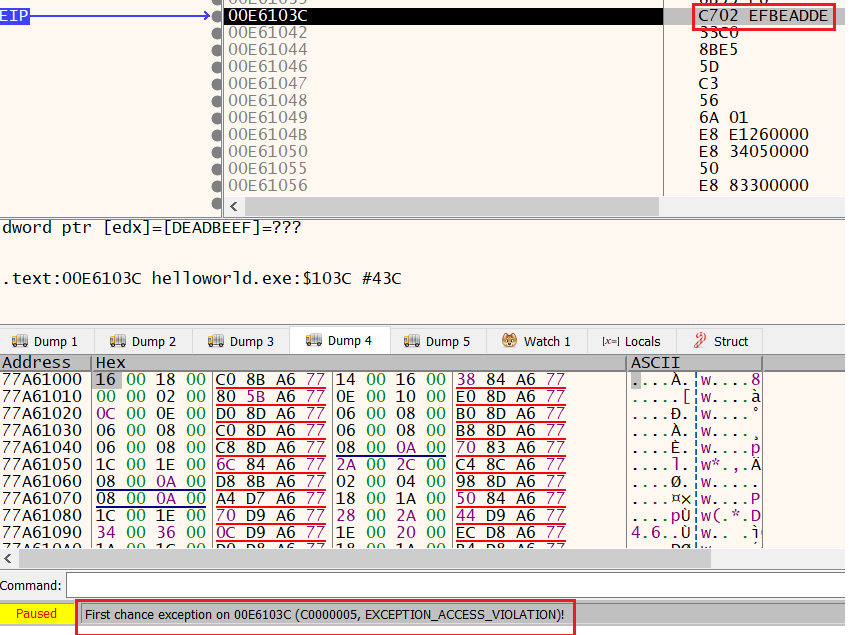 EIP
00E6103C C702 EFBEADDE
00E61042 33C0
00E61044 8BE5
00E61046 5D
00E61047 C3
00E61048 56
00E61049 6A 01
00E6104B E8 E1260000
00E61050 E8 34050000
00E61055 50
00E61056 E8 83300000
dword ptr [edx]=[DEADBEEF]=???
.text:00E6103C helloworld.exe:$103C #43C
Dump 1 Dump 2 Dump 3 Dump 4 Dump 5 Watch 1 [x=] Locals Struct
Address Hex ASCII
77A61000 16 00 18 00 C0 8B A6 77 14 00 16 00 38 84 A6 77 ....À.¦w....8
77A61010 00 00 02 00 80 5B A6 77 0E 00 10 00 E0 8D A6 77 .....[¦w....à
77A61020 0C 00 0E 00 D0 8D A6 77 06 00 08 00 B0 8D A6 77 ....Ð.¦w....°
77A61030 06 00 08 00 C0 8D A6 77 06 00 08 00 B8 8D A6 77 ....À.¦w....¸
77A61040 06 00 08 00 C8 8D A6 77 08 00 0A 00 70 83 A6 77 ....È.¦w....p
77A61050 1C 00 1E 00 6C 84 A6 77 2A 00 2C 00 C4 8C A6 77 ....l.¦w*.,.Ä
77A61060 08 00 0A 00 D8 8B A6 77 02 00 04 00 98 8D A6 77 ....Ø.¦w.....
77A61070 08 00 0A 00 A4 D7 A6 77 18 00 1A 00 50 84 A6 77 ....¤×¦w....P
77A61080 1C 00 1E 00 70 D9 A6 77 28 00 2A 00 44 D9 A6 77 ....pÙ¦w(.*.D
77A61090 34 00 36 00 0C D9 A6 77 1E 00 20 00 EC D8 A6 77 4.6..Ù¦w.. .ì
Command:
Paused First chance exception on 00E6103C (C0000005, EXCEPTION_ACCESS_VIOLATION)!